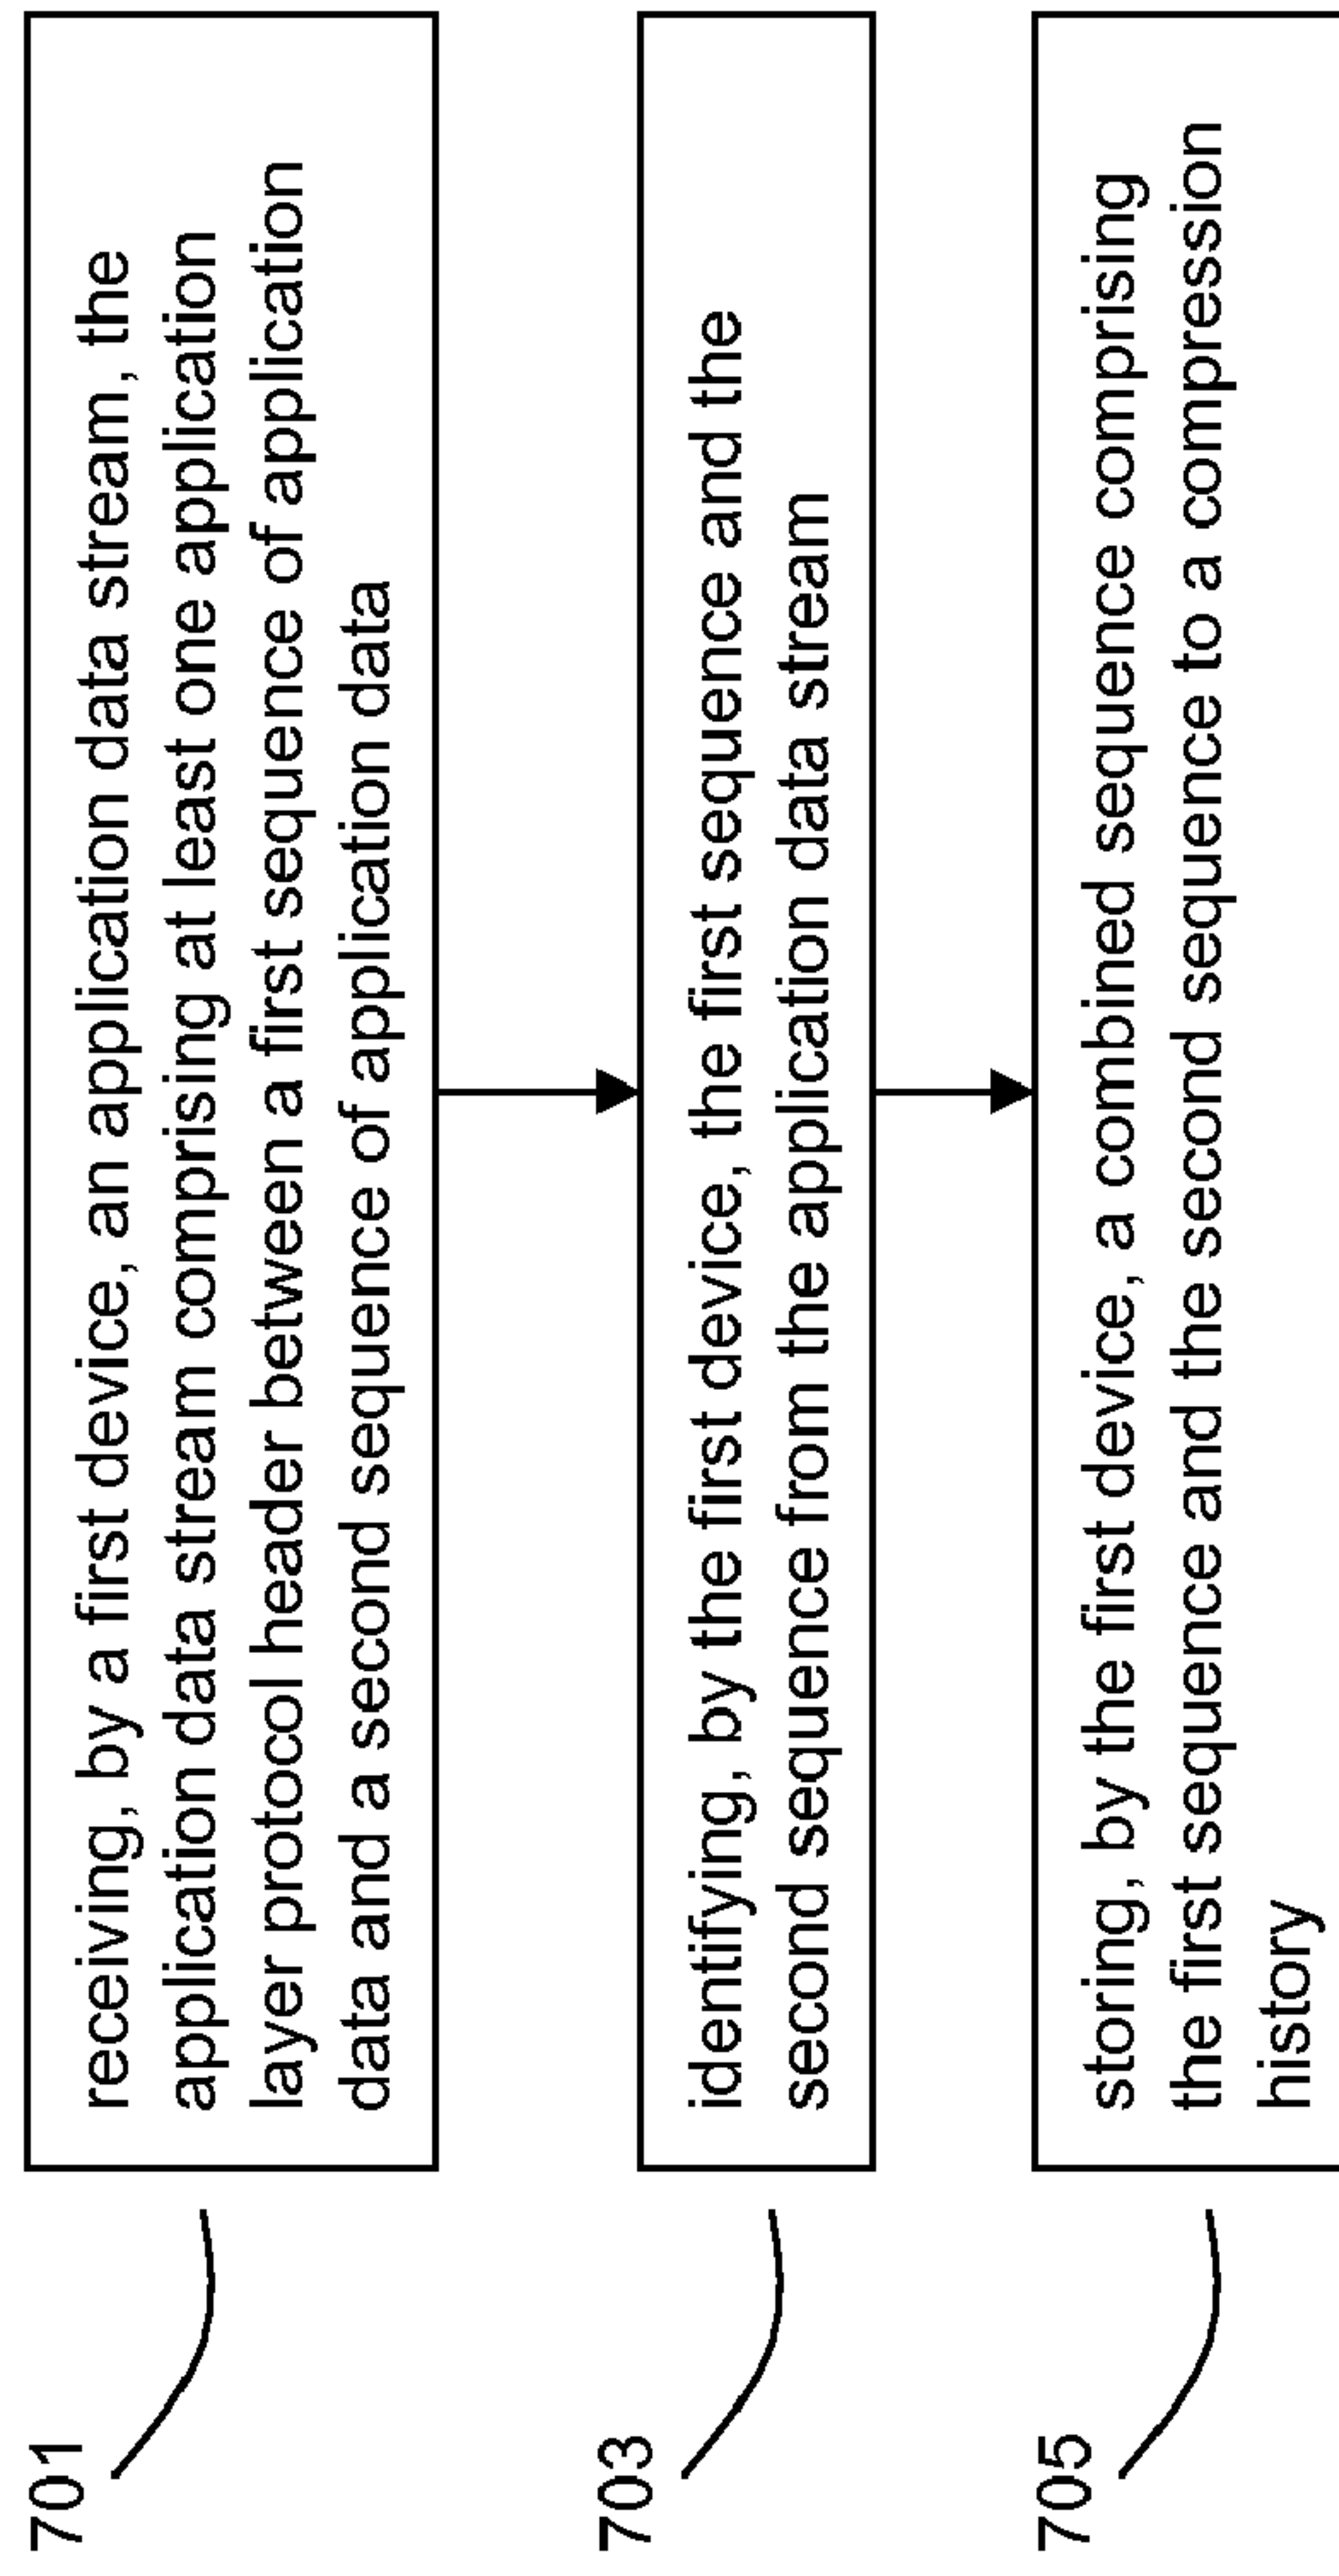 701
receiving, by a first device, an application data stream, the
application data stream comprising at least one application
layer protocol header between a first sequence of application
data and a second sequence of application data
703
identifying, by the first device, the first sequence and the
second sequence from the application data stream
705
storing, by the first device, a combined sequence comprising
the first sequence and the second sequence to a compression
history